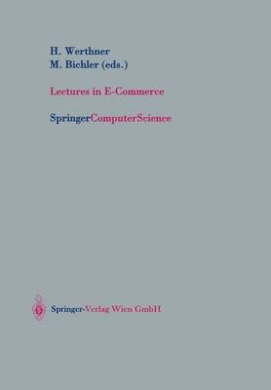 H. Werthner
M. Bichler (eds.)
Lectures in E-Commerce
SpringerComputerScience
Springer-Verlag Wien GmbH